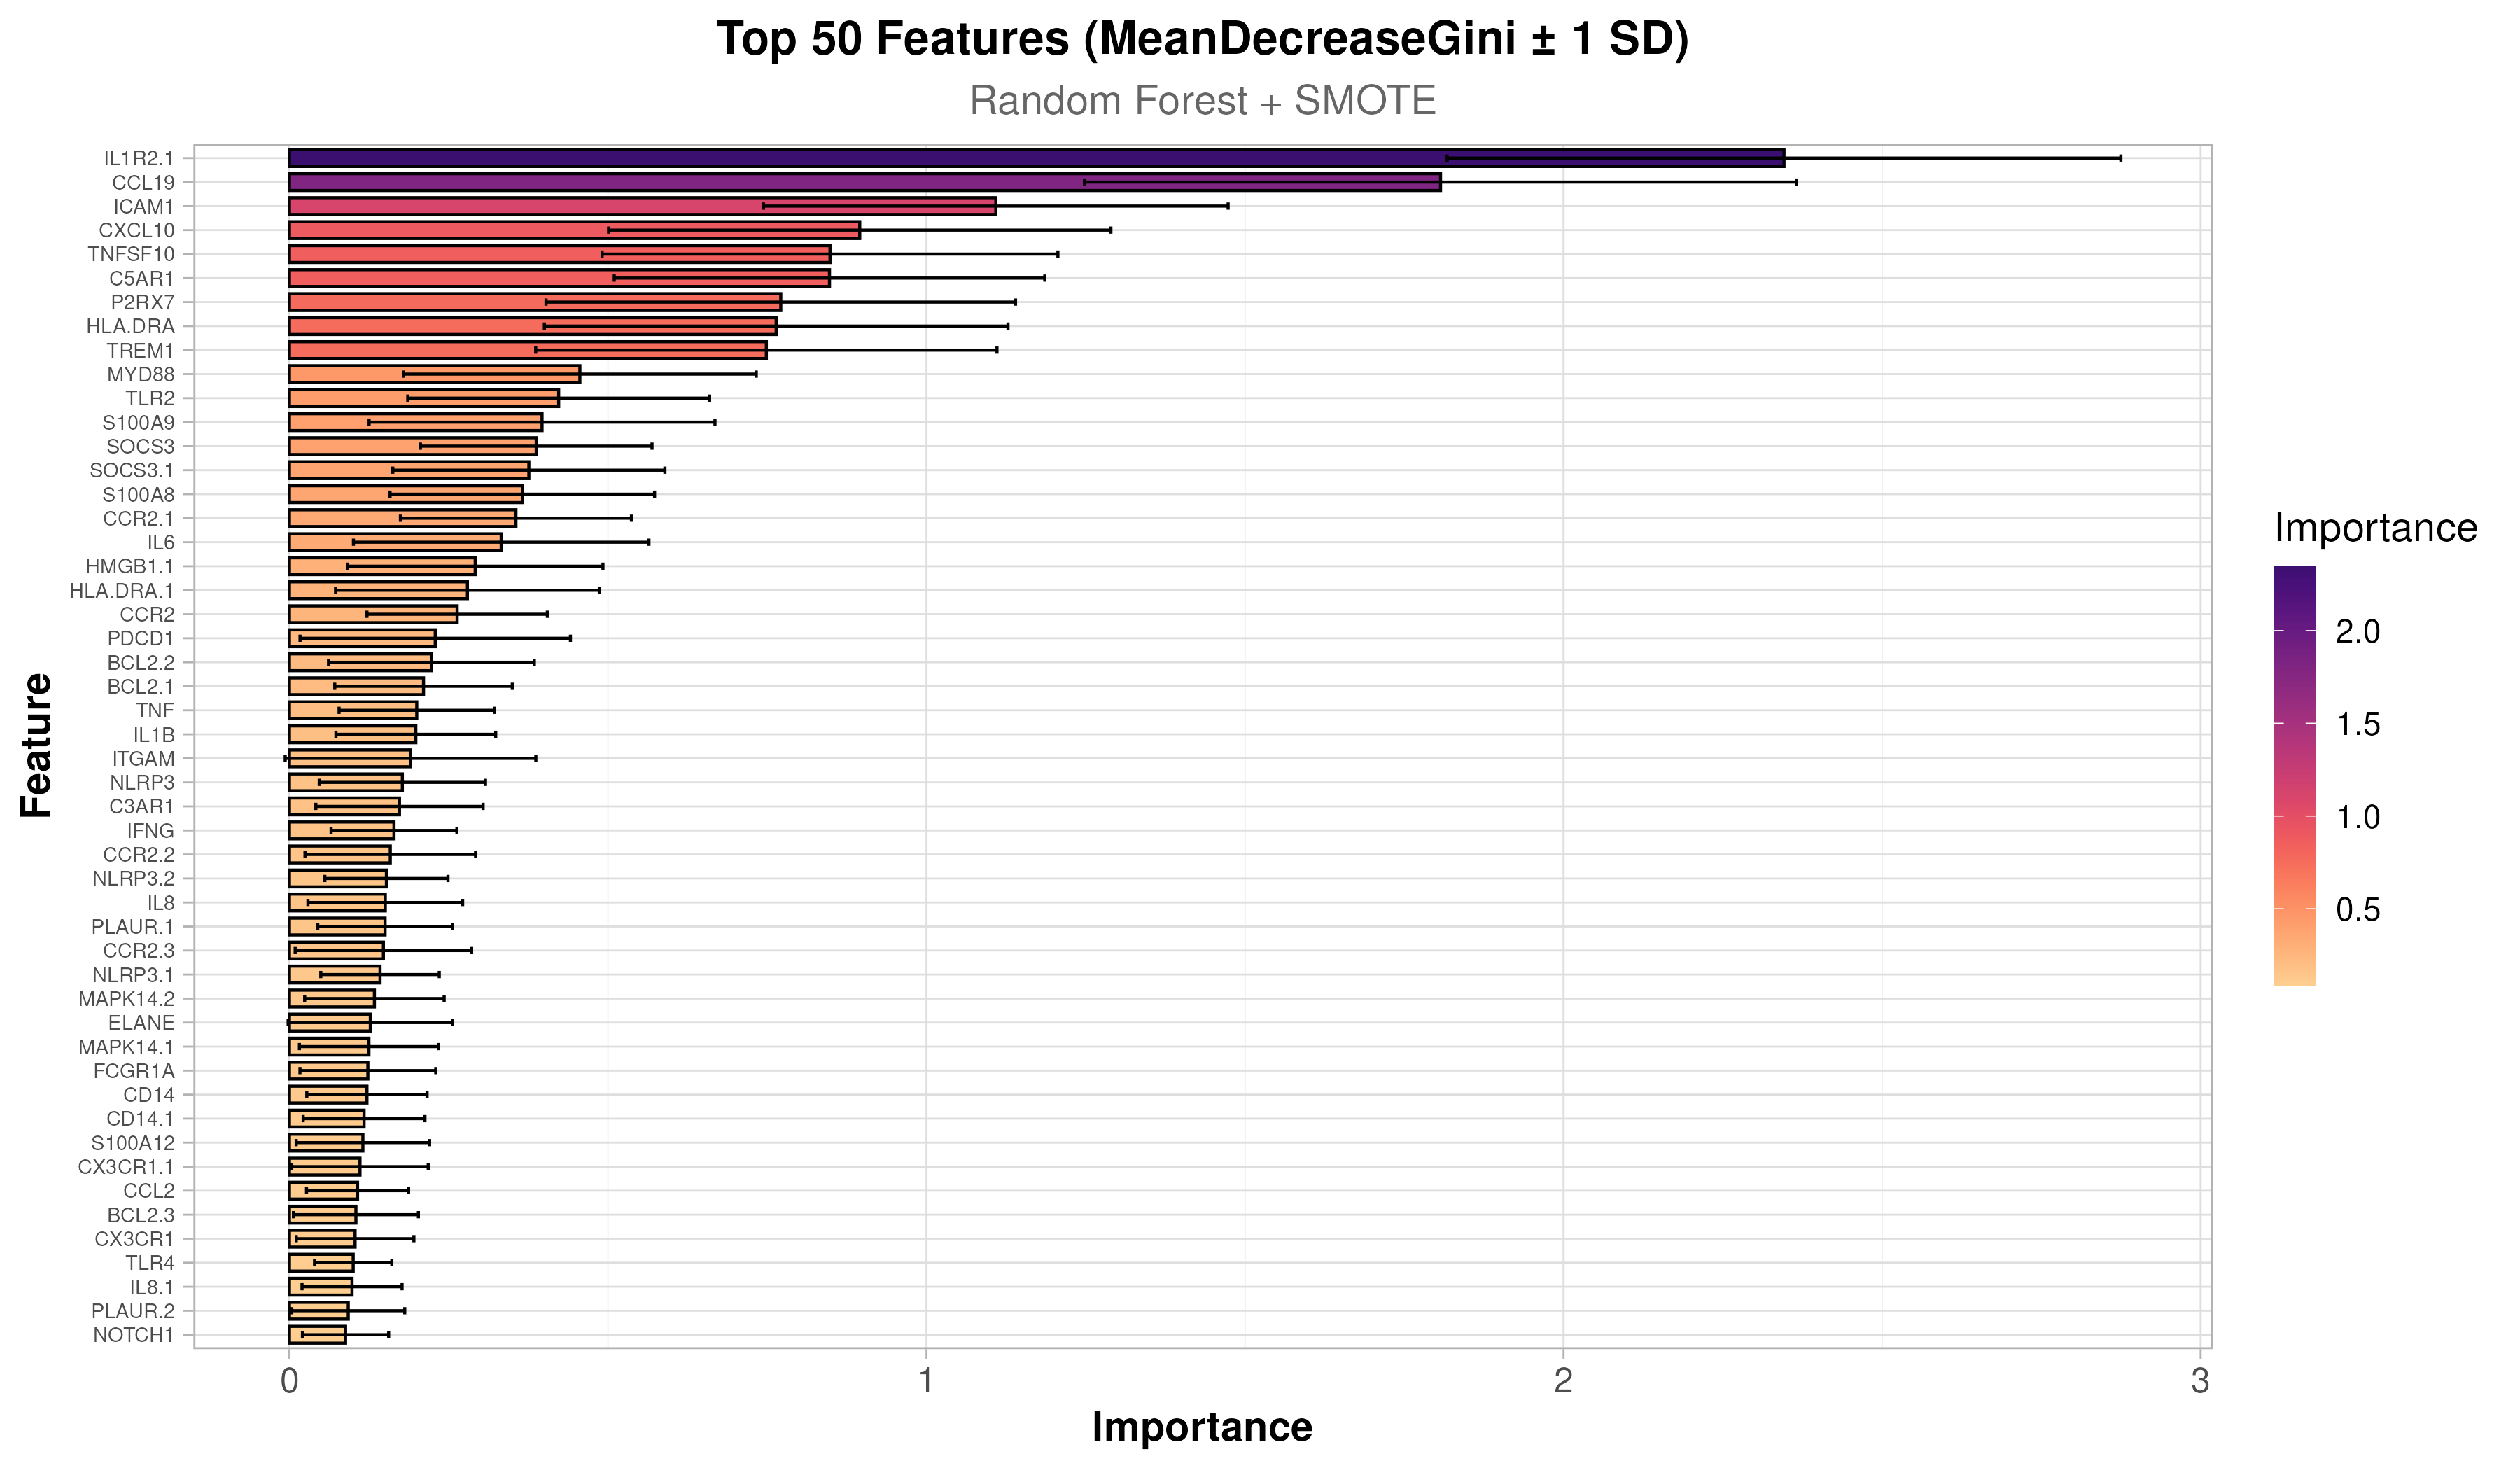 Top 50 Features (MeanDecreaseGini ± 1 SD)
Random Forest + SMOTE
IL1R2.1
CCL19
ICAM1
CXCL10
TNFSF10
C5AR1
P2RX7
HLA.DRA
TREM1
MYD88
TLR2
S100A9
SOCS3
SOCS3.1
S100A8
CCR2.1
IL6
HMGB1.1
HLA.DRA.1
CCR2
PDCD1
BCL2.2
BCL2.1
TNF
IL1B
ITGAM
NLRP3
C3AR1
IFNG
CCR2.2
NLRP3.2
IL8
PLAUR.1
CCR2.3
NLRP3.1
MAPK14.2
ELANE
MAPK14.1
FCGR1A
CD14
CD14.1
S100A12
CX3CR1.1
CCL2
BCL2.3
CX3CR1
TLR4
IL8.1
PLAUR.2
NOTCH1
Feature
0 1 2 3
Importance
Importance
2.0
1.5
1.0
0.5